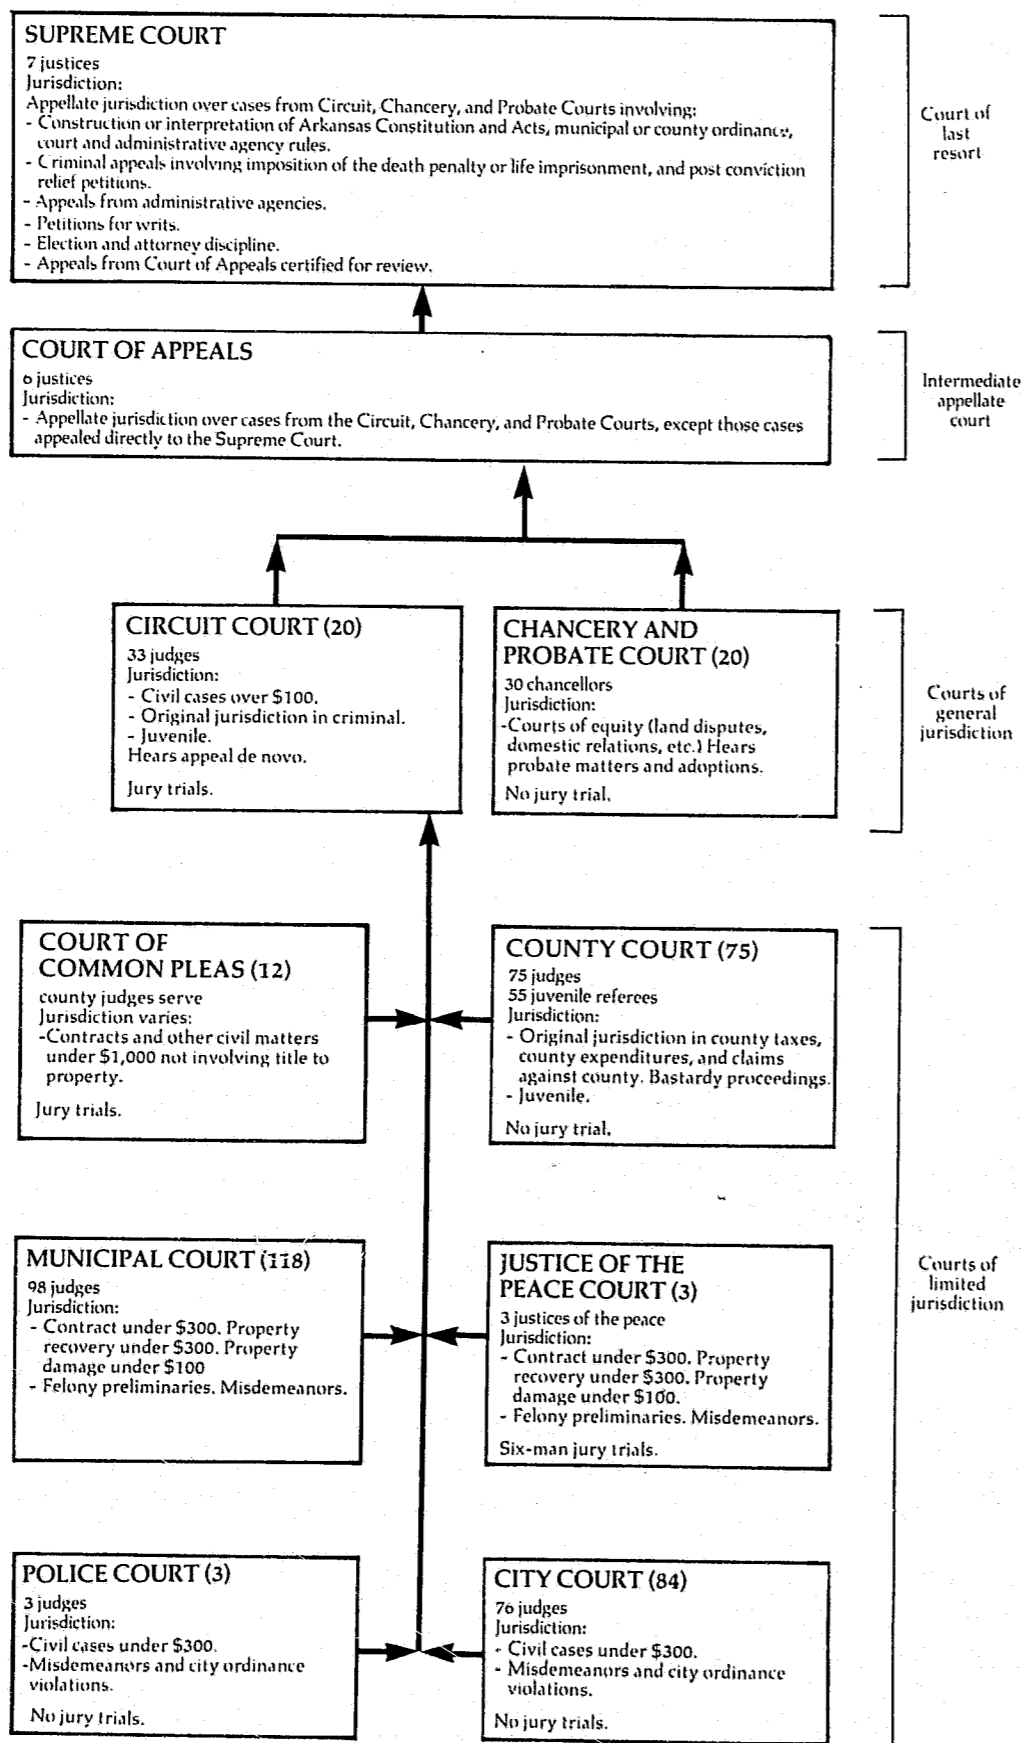 SUPREME COURT
7 justices
Jurisdiction:
Appellate jurisdiction over cases from Circuit, Chancery, and Probate Courts involving:
- Construction or interpretation of Arkansas Constitution and Acts, municipal or county ordinance,
court and administrative agency rules.
- Criminal appeals involving imposition of the death penalty or life imprisonment, and post conviction
relief petitions.
- Appeals from administrative agencies.
- Petitions for writs.
- Election and attorney discipline.
- Appeals from Court of Appeals certified for review.
Court of
last
resort
COURT OF APPEALS
6 justices
Jurisdiction:
- Appellate jurisdiction over cases from the Circuit, Chancery, and Probate Courts, except those cases
appealed directly to the Supreme Court.
Intermediate
appellate
court
CIRCUIT COURT (20)
33 judges
Jurisdiction:
- Civil cases over $100.
- Original jurisdiction in criminal.
- Juvenile.
Hears appeal de novo.
Jury trials.
CHANCERY AND
PROBATE COURT (20)
30 chancellors
Jurisdiction:
-Courts of equity (land disputes,
domestic relations, etc.) Hears
probate matters and adoptions.
No jury trial.
Courts of
general
jurisdiction
COURT OF
COMMON PLEAS (12)
county judges serve
Jurisdiction varies:
-Contracts and other civil matters
under $1,000 not involving title to
property.
Jury trials.
COUNTY COURT (75)
75 judges
55 juvenile referees
Jurisdiction:
- Original jurisdiction in county taxes,
county expenditures, and claims
against county. Bastardy proceedings.
- Juvenile.
No jury trial.
MUNICIPAL COURT (118)
98 judges
Jurisdiction:
- Contract under $300. Property
recovery under $300. Property
damage under $100
- Felony preliminaries. Misdemeanors.
JUSTICE OF THE
PEACE COURT (3)
3 justices of the peace
Jurisdiction:
- Contract under $300. Property
recovery under $300. Property
damage under $100.
- Felony preliminaries. Misdemeanors.
Six-man jury trials.
Courts of
limited
jurisdiction
POLICE COURT (3)
3 judges
Jurisdiction:
-Civil cases under $300.
-Misdemeanors and city ordinance
violations.
No jury trials.
CITY COURT (84)
76 judges
Jurisdiction:
- Civil cases under $300.
- Misdemeanors and city ordinance
violations.
No jury trials.